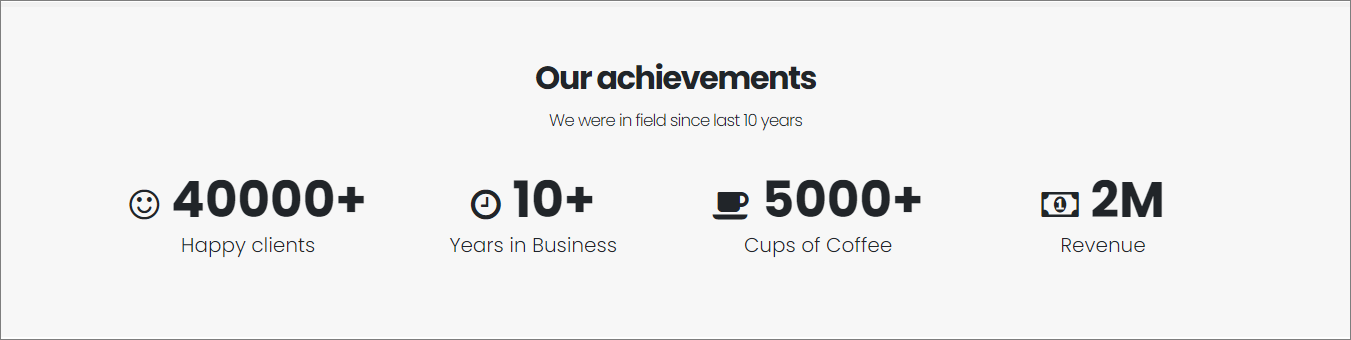 Our achievements
We were in field since last 10 years
40000+ 10+ 5000+ 2M
Happy clients Years in Business Cups of Coffee Revenue